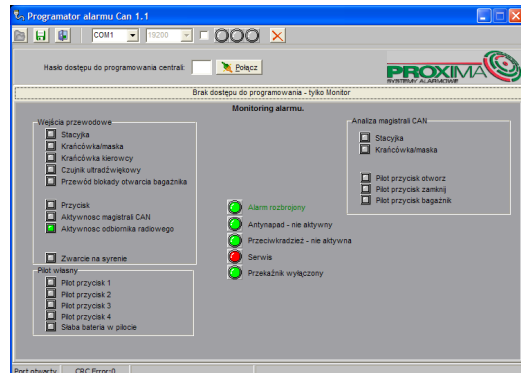 Programator alarmu Can 1.1
COM1 19200
Hasło dostępu do programowania centrali: Połącz
PROXIMA
SYSTEMY ALARMOWE
Brak dostępu do programowania - tylko Monitor
Monitoring alarmu.
Wejścia przewodowe
Stacyjka
Krańcówka/maska
Krańcówka kierowcy
Czujnik ultradźwiękowy
Przewód blokady otwarcia bagażnika
Przycisk
Aktywnosc magistrali CAN
Aktywność odbiornika radiowego
Zwarcie na syrenie
Pilot własny
Pilot przycisk 1
Pilot przycisk 2
Pilot przycisk 3
Pilot przycisk 4
Słaba bateria w pilocie
Alarm rozbrojony
Antynapad - nie aktywny
Przeciwkradzież - nie aktywna
Serwis
Przekaźnik wyłączony
Analiza magistrali CAN
Stacyjka
Krańcówka/maska
Pilot przycisk otworz
Pilot przycisk zamknij
Pilot przycisk bagaźnik
Port otwarty CRC Error:0